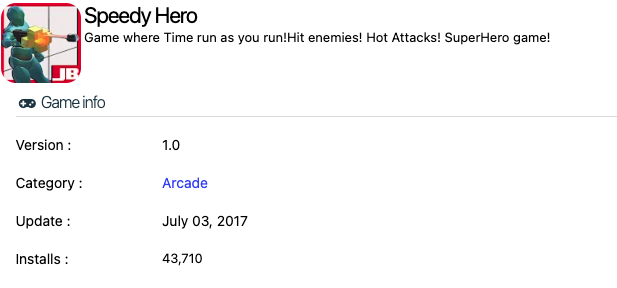 Speedy Hero
Game where Time run as you run!Hit enemies! Hot Attacks! SuperHero game!
JB
Game info
Version : 1.0
Category : Arcade
Update : July 03, 2017
Installs : 43,710